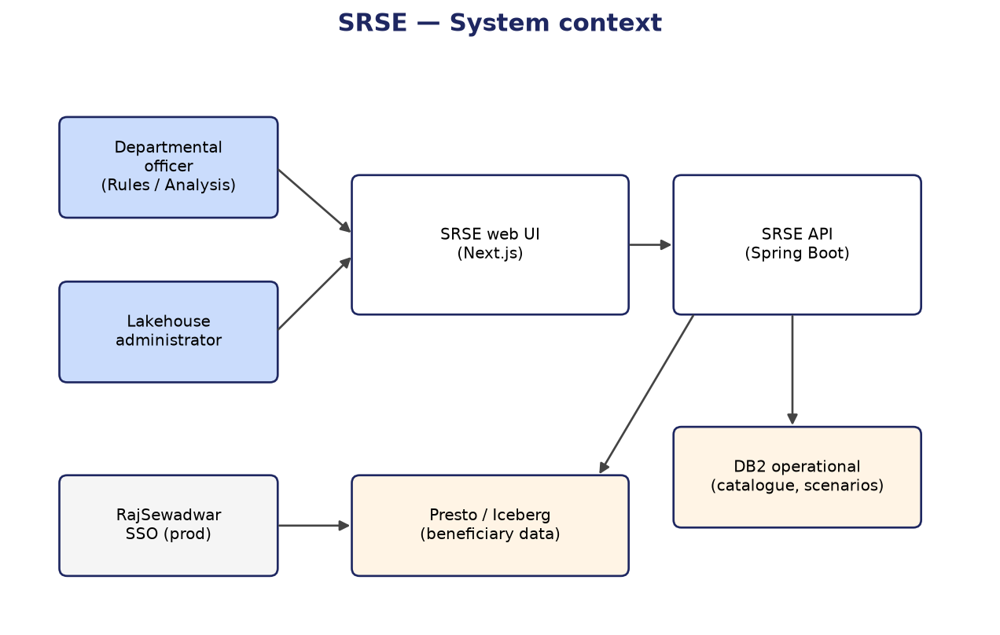 SRSE — System context
Departmental
officer
(Rules / Analysis)
SRSE web UI
(Next.js)
SRSE API
(Spring Boot)
Lakehouse
administrator
DB2 operational
(catalogue, scenarios)
RajSewadwar
SSO (prod)
Presto / Iceberg
(beneficiary data)